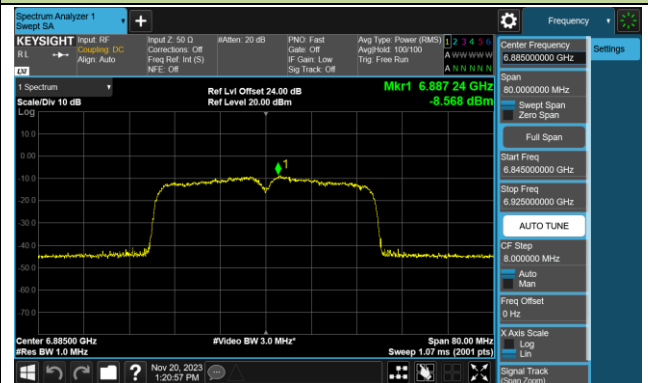 Spectrum Analyzer 1
Swept SA
Frequency
KEYSIGHT
RL
LXI
Input: RF
Coupling: DC
Align: Auto
Input Z: 50 Ω
Corrections: Off
Freq Ref: Int (S)
NFE: Off
#Atten: 20 dB
PNO: Fast
Gate: Off
IF Gain: Low
Sig Track: Off
Avg Type: Power (RMS)
Avg|Hold: 100/100
Trig: Free Run
1 2 3 4 5 6
A W W W W W
A N N N N N
1 Spectrum
Scale/Div 10 dB
Log
Ref Lvl Offset 24.00 dB
Ref Level 20.00 dBm
Mkr1 6.887 24 GHz
-8.568 dBm
10.0
0.00
-10.0
-20.0
-30.0
-40.0
-50.0
-60.0
-70.0
1
Center 6.88500 GHz
#Res BW 1.0 MHz
#Video BW 3.0 MHz*
Span 80.00 MHz
Sweep 1.07 ms (2001 pts)
Nov 20, 2023
1:20:57 PM
?
Center Frequency
6.885000000 GHz
Settings
Span
80.0000000 MHz
Swept Span
Zero Span
Full Span
Start Freq
6.845000000 GHz
Stop Freq
6.925000000 GHz
AUTO TUNE
CF Step
8.000000 MHz
Auto
Man
Freq Offset
0 Hz
X Axis Scale
Log
Lin
Signal Track
(Span Zoom)